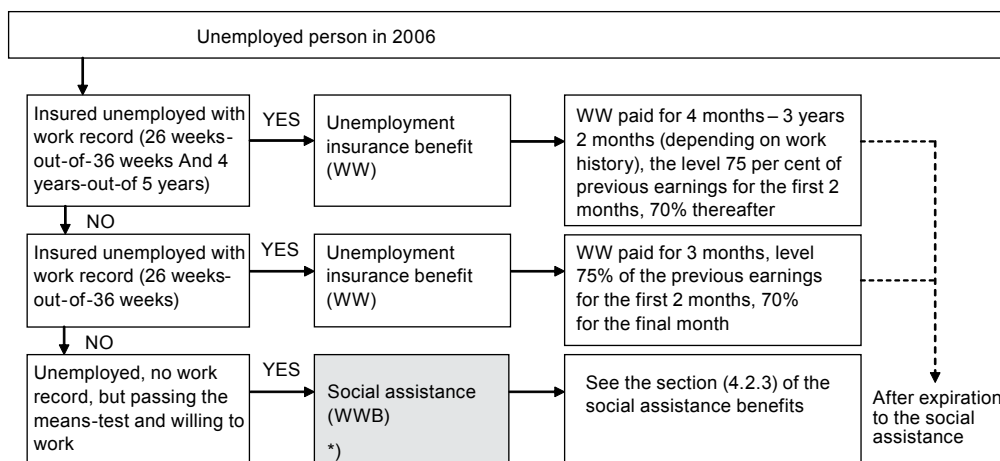 Unemployed person in 2006
Insured unemployed with
work record (26 weeks-
out-of-36 weeks And 4
years-out-of 5 years)
YES
Unemployment
insurance benefit
(WW)
WW paid for 4 months – 3 years
2 months (depending on work
history), the level 75 per cent of
previous earnings for the first 2
months, 70% thereafter
NO
Insured unemployed with
work record (26 weeks-
out-of-36 weeks)
YES
Unemployment
insurance benefit
(WW)
WW paid for 3 months, level
75% of the previous earnings
for the first 2 months, 70%
for the final month
NO
Unemployed, no work
record, but passing the
means-test and willing to
work
YES
Social assistance
(WWB)
*)
See the section (4.2.3) of the
social assistance benefits
After expiration
to the social
assistance